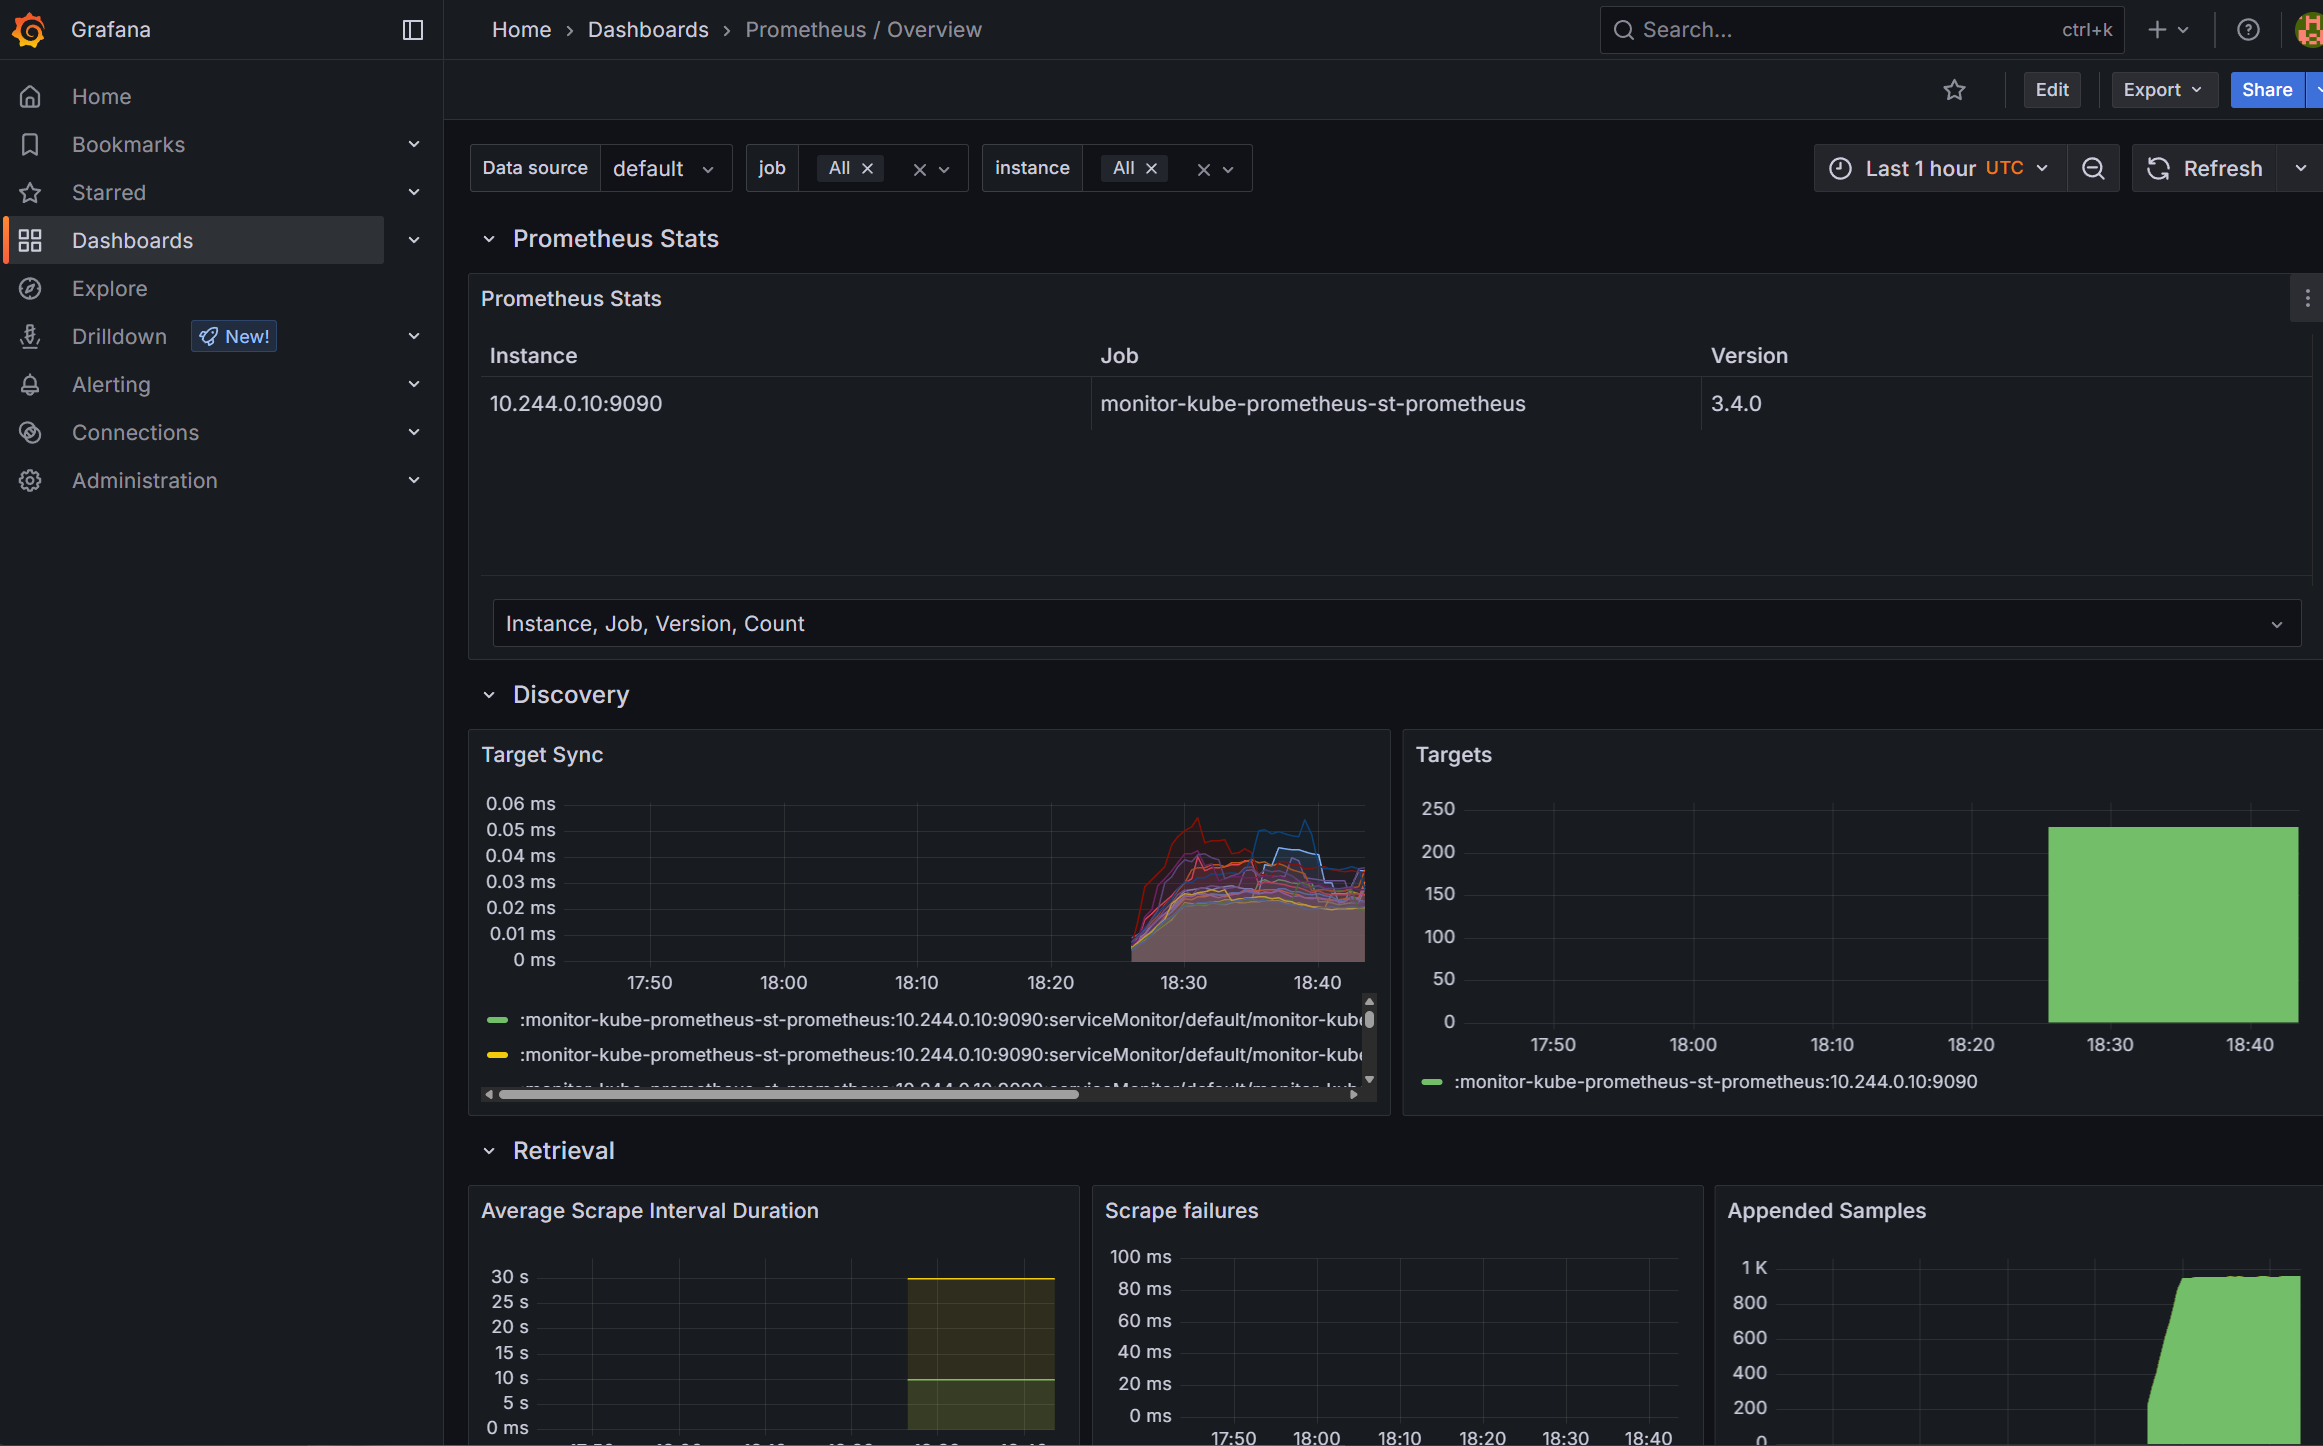 Grafana
Home › Dashboards › Prometheus / Overview
Search... ctrl+k
Home
Bookmarks
Starred
Dashboards
Explore
Drilldown New!
Alerting
Connections
Administration
Edit Export Share
Data source default job All instance All Last 1 hour UTC Refresh
Prometheus Stats
Prometheus Stats
Instance Job Version
10.244.0.10:9090 monitor-kube-prometheus-st-prometheus 3.4.0
Instance, Job, Version, Count
Discovery
Target Sync
0.06 ms
0.05 ms
0.04 ms
0.03 ms
0.02 ms
0.01 ms
0 ms
17:50 18:00 18:10 18:20 18:30 18:40
:monitor-kube-prometheus-st-prometheus:10.244.0.10:9090:serviceMonitor/default/monitor-kube
:monitor-kube-prometheus-st-prometheus:10.244.0.10:9090:serviceMonitor/default/monitor-kube
Targets
250
200
150
100
50
0
17:50 18:00 18:10 18:20 18:30 18:40
:monitor-kube-prometheus-st-prometheus:10.244.0.10:9090
Retrieval
Average Scrape Interval Duration
30 s
25 s
20 s
15 s
10 s
5 s
0 ms
Scrape failures
100 ms
80 ms
60 ms
40 ms
20 ms
0 ms
17:50 18:00 18:10 18:20 18:30 18:40
Appended Samples
1 K
800
600
400
200
0